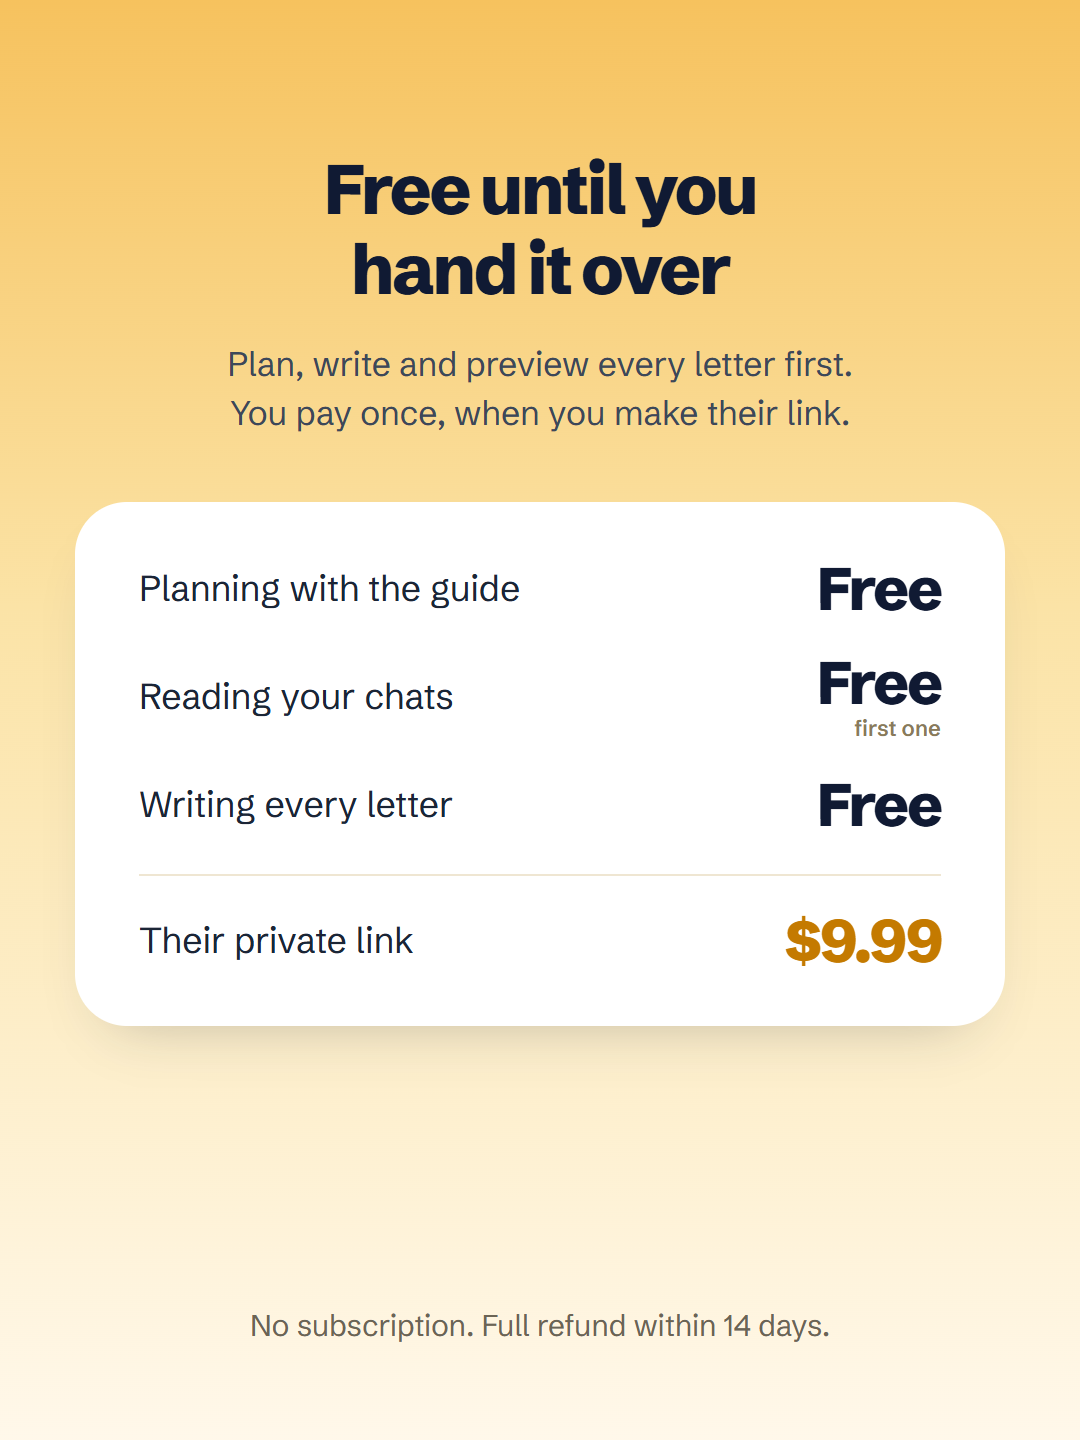 Free until you
hand it over
Plan, write and preview every letter first.
You pay once, when you make their link.
Planning with the guide Free
Reading your chats Free
first one
Writing every letter Free
Their private link $9.99
No subscription. Full refund within 14 days.